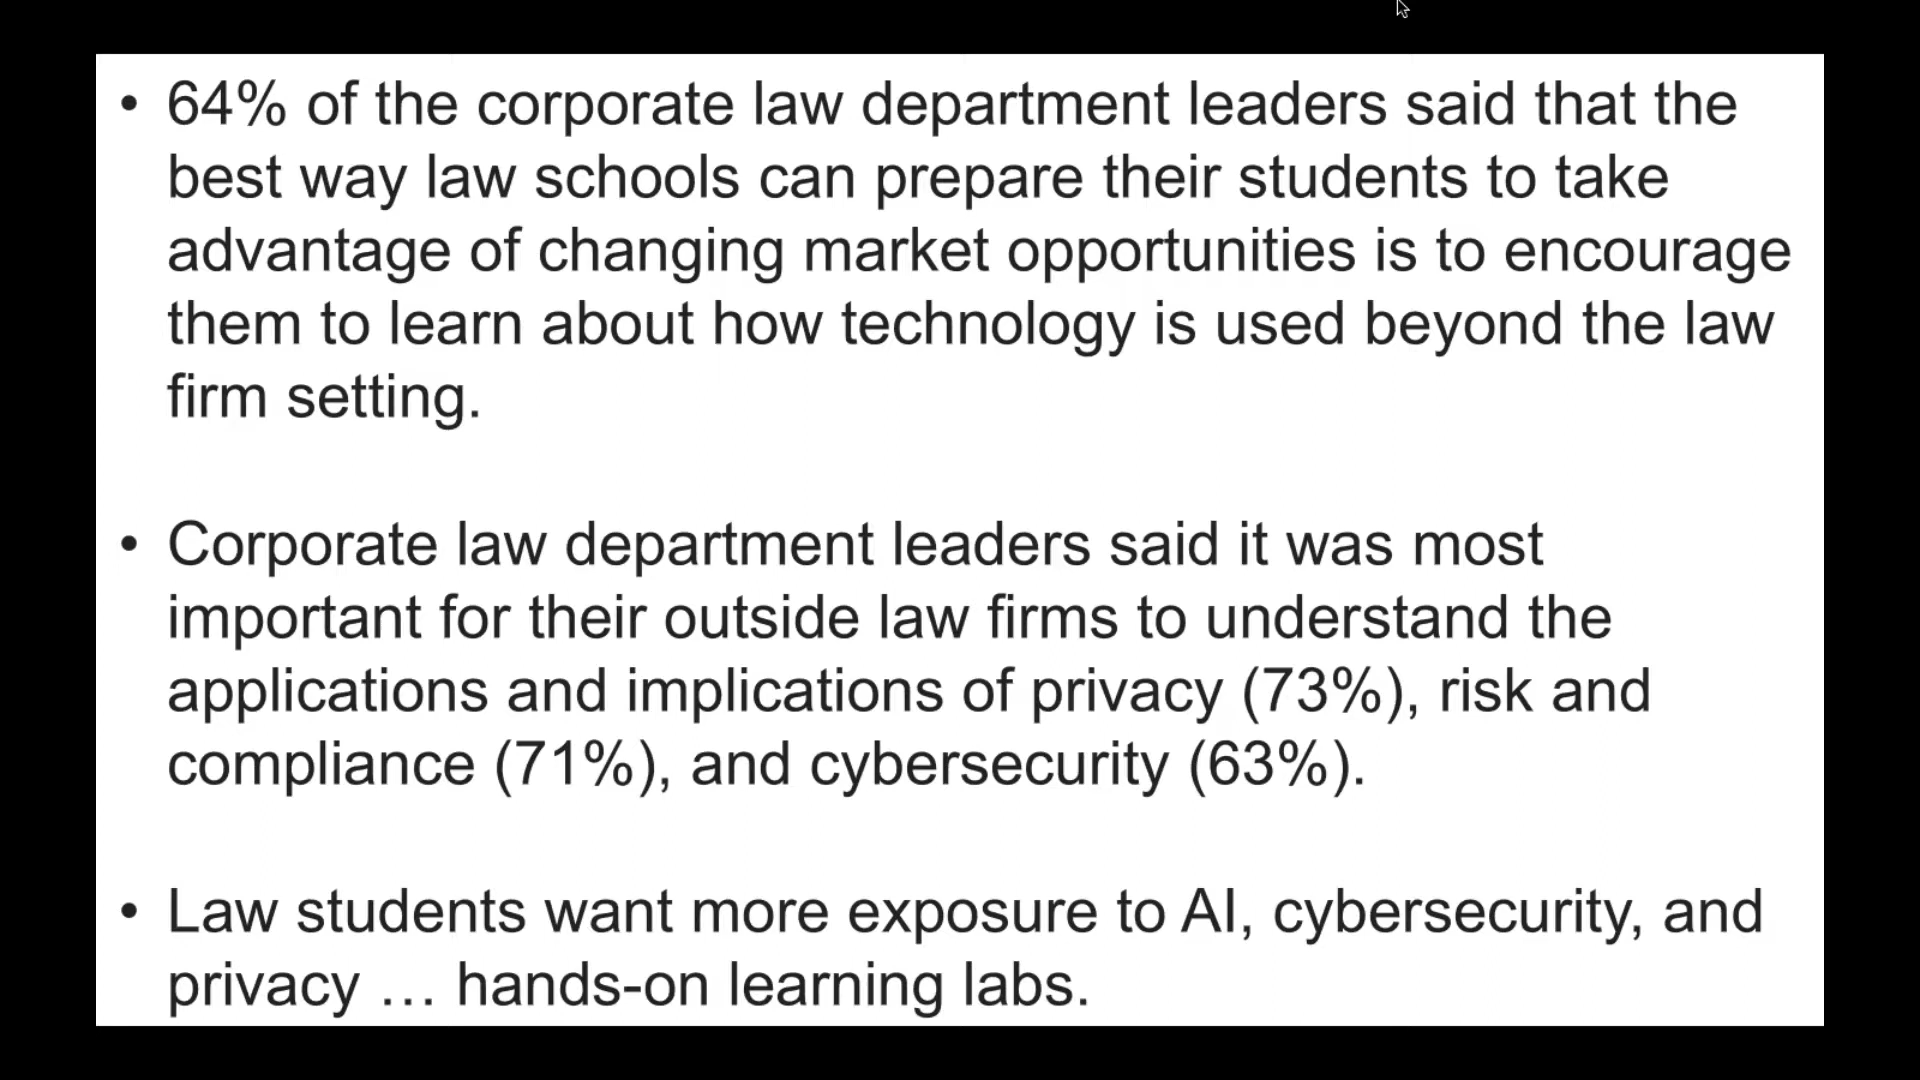 • 64% of the corporate law department leaders said that the
best way law schools can prepare their students to take
advantage of changing market opportunities is to encourage
them to learn about how technology is used beyond the law
firm setting.
• Corporate law department leaders said it was most
important for their outside law firms to understand the
applications and implications of privacy (73%), risk and
compliance (71%), and cybersecurity (63%).
• Law students want more exposure to AI, cybersecurity, and
privacy … hands-on learning labs.